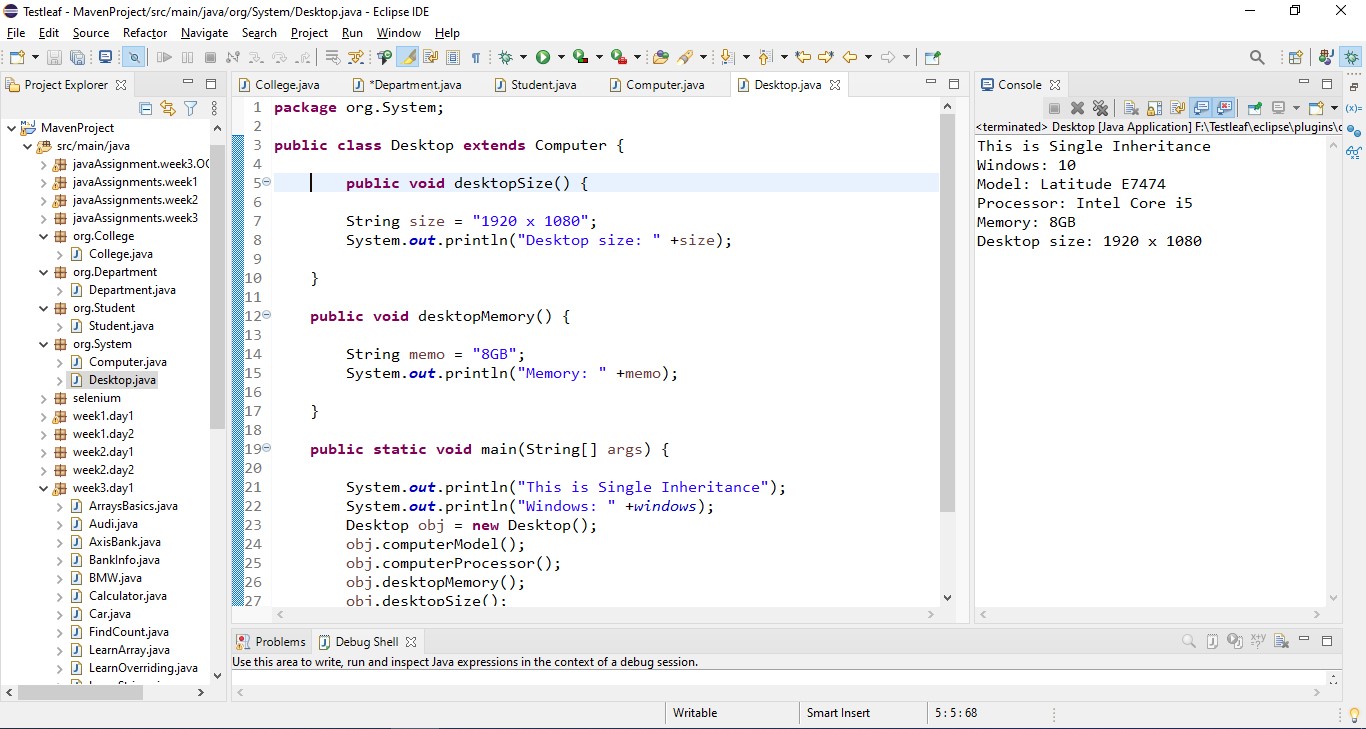 Testleaf - MavenProject/src/main/java/org/System/Desktop.java - Eclipse IDE
File Edit Source Refactor Navigate Search Project Run Window Help
Project Explorer
MavenProject
src/main/java
javaAssignment.week3.OO
javaAssignments.week1
javaAssignments.week2
javaAssignments.week3
org.College
College.java
org.Department
Department.java
org.Student
Student.java
org.System
Computer.java
Desktop.java
selenium
week1.day1
week1.day2
week2.day1
week2.day2
week3.day1
ArraysBasics.java
Audi.java
AxisBank.java
BankInfo.java
BMW.java
Calculator.java
Car.java
FindCount.java
LearnArray.java
LearnOverriding.java
College.java *Department.java Student.java Computer.java Desktop.java
1 package org.System;
2
3 public class Desktop extends Computer {
4
5 public void desktopSize() {
6
7 String size = "1920 x 1080";
8 System.out.println("Desktop size: " +size);
9
10 }
11
12 public void desktopMemory() {
13
14 String memo = "8GB";
15 System.out.println("Memory: " +memo);
16
17 }
18
19 public static void main(String[] args) {
20
21 System.out.println("This is Single Inheritance");
22 System.out.println("Windows: " +windows);
23 Desktop obj = new Desktop();
24 obj.computerModel();
25 obj.computerProcessor();
26 obj.desktopMemory();
27 obj.desktopSize();
Console
<terminated> Desktop [Java Application] F:\Testleaf\eclipse\plugins\o
This is Single Inheritance
Windows: 10
Model: Latitude E7474
Processor: Intel Core i5
Memory: 8GB
Desktop size: 1920 x 1080
Problems Debug Shell
Use this area to write, run and inspect Java expressions in the context of a debug session.
Writable Smart Insert 5 : 5 : 68